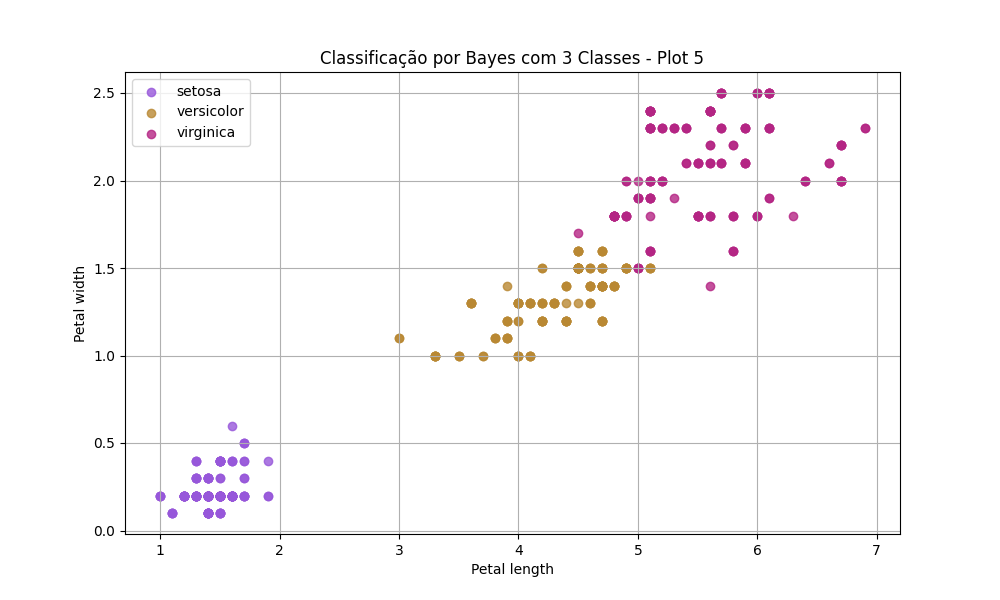 Classificação por Bayes com 3 Classes - Plot 5
setosa
versicolor
virginica
Petal width
2.5
2.0
1.5
1.0
0.5
0.0
1 2 3 4 5 6 7
Petal length